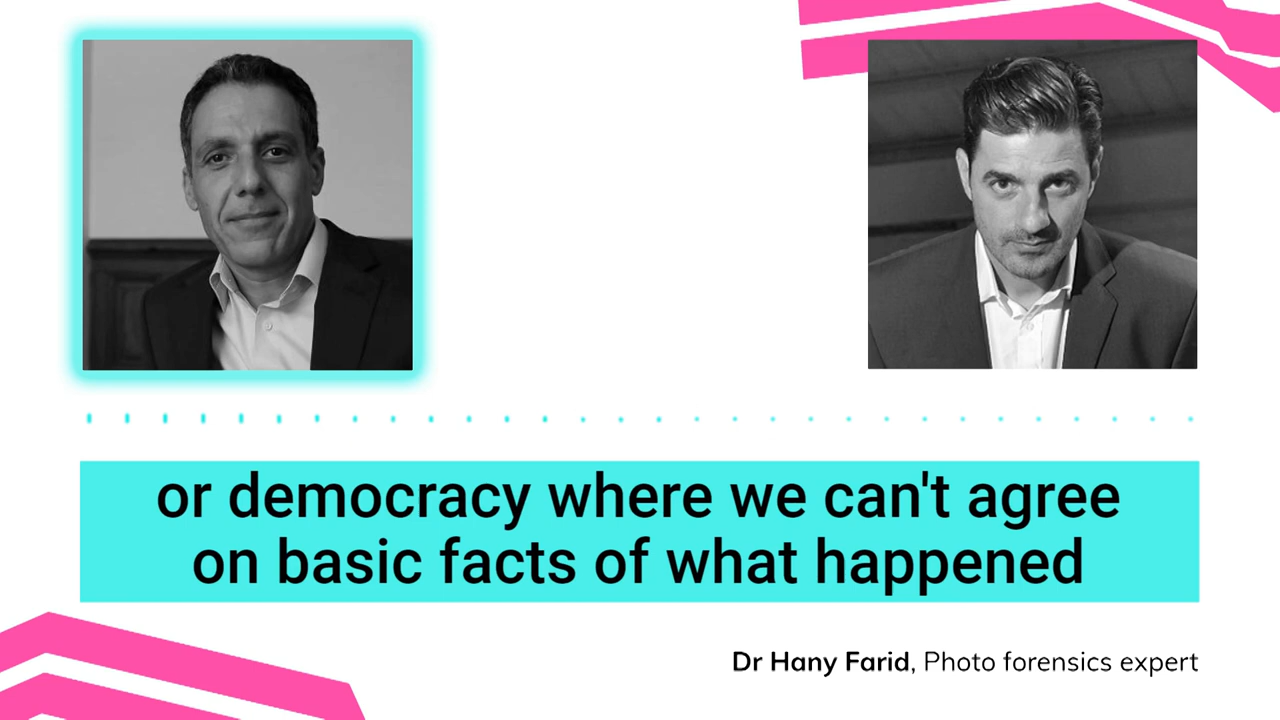 or democracy where we can't agree
on basic facts of what happened
Dr Hany Farid, Photo forensics expert